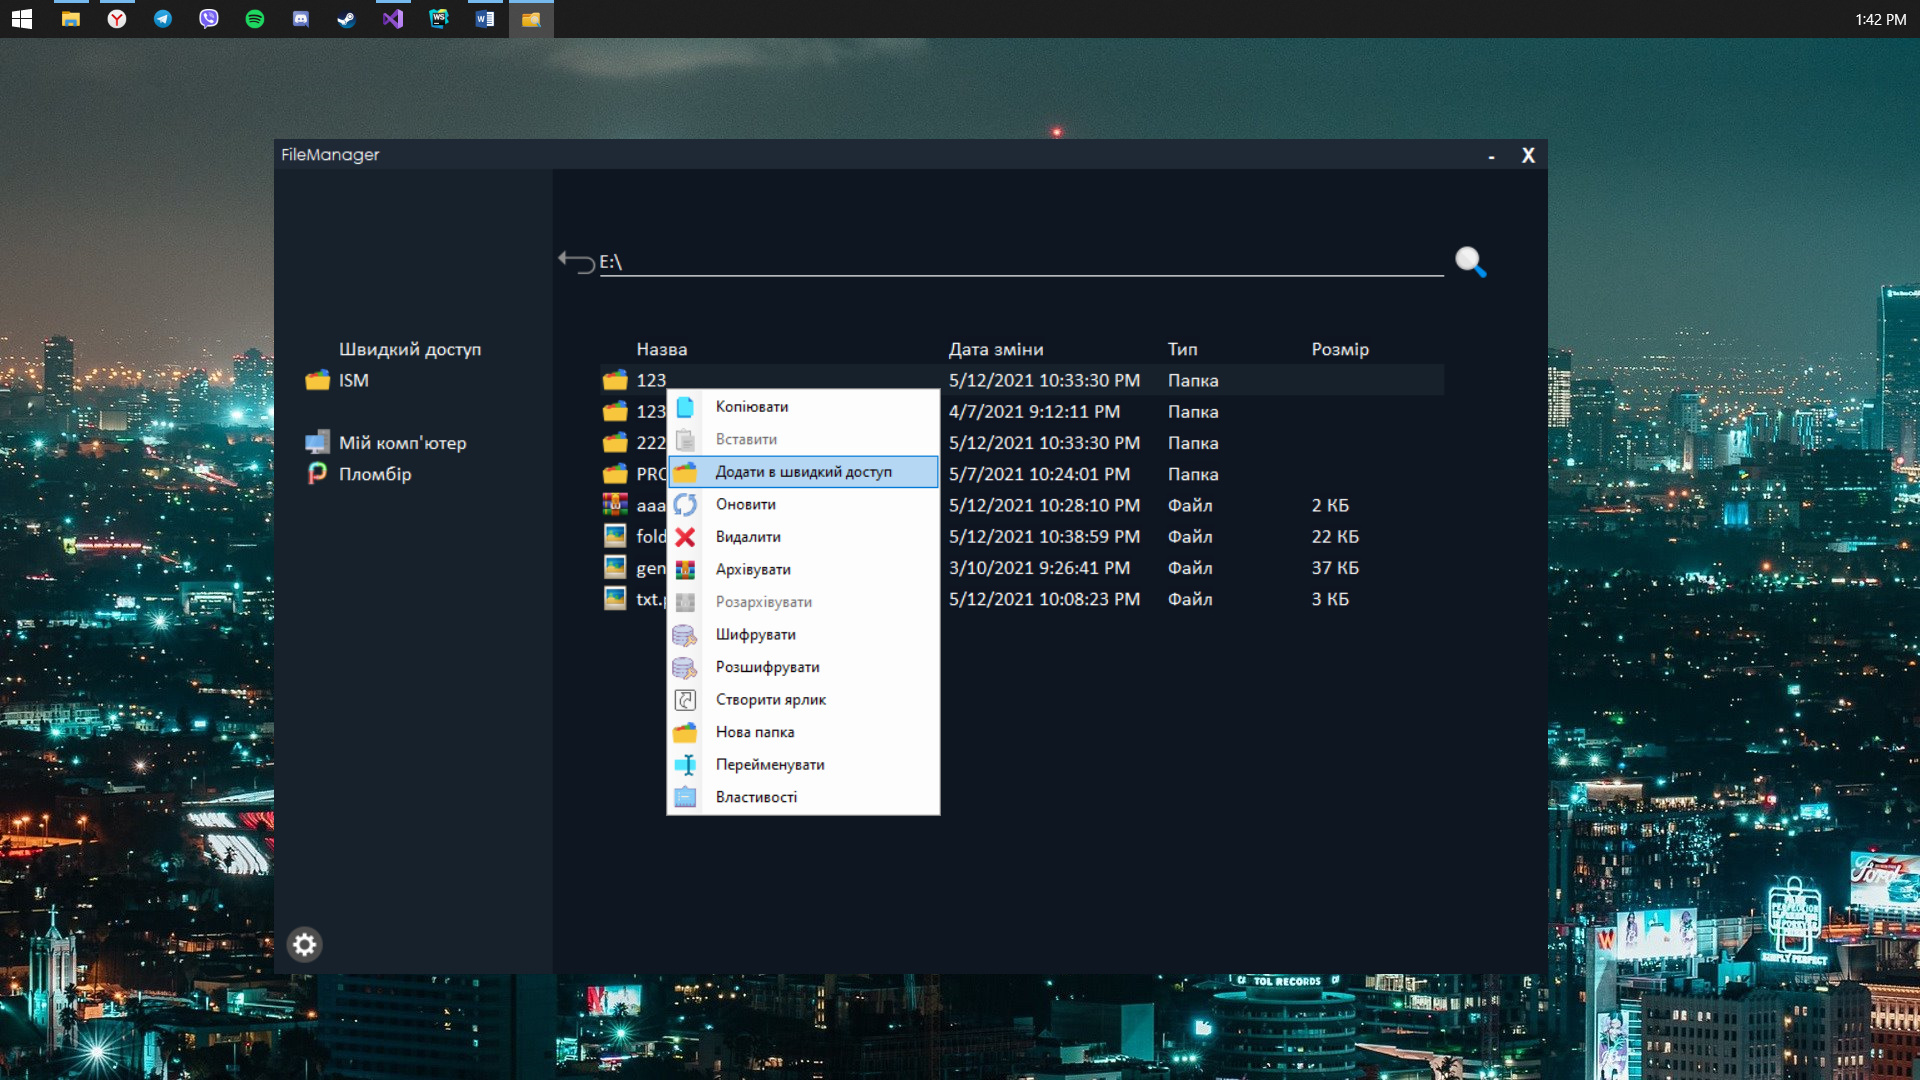 1:42 PM
FileManager
- X
E:\
Швидкий доступ
ISM
Мій комп'ютер
Пломбір
Назва Дата зміни Тип Розмір
123 5/12/2021 10:33:30 PM Папка
123 4/7/2021 9:12:11 PM Папка
222 5/12/2021 10:33:30 PM Папка
5/7/2021 10:24:01 PM Папка
aaa 5/12/2021 10:28:10 PM Файл 2 КБ
fold 5/12/2021 10:38:59 PM Файл 22 КБ
gen 3/10/2021 9:26:41 PM Файл 37 КБ
txt. 5/12/2021 10:08:23 PM Файл 3 КБ
Копіювати
Вставити
Додати в швидкий доступ
Оновити
Видалити
Архівувати
Розархівувати
Шифрувати
Розшифрувати
Створити ярлик
Нова папка
Перейменувати
Властивості
Ford
W
SIMPLY PERFECT
TOL RECORDS